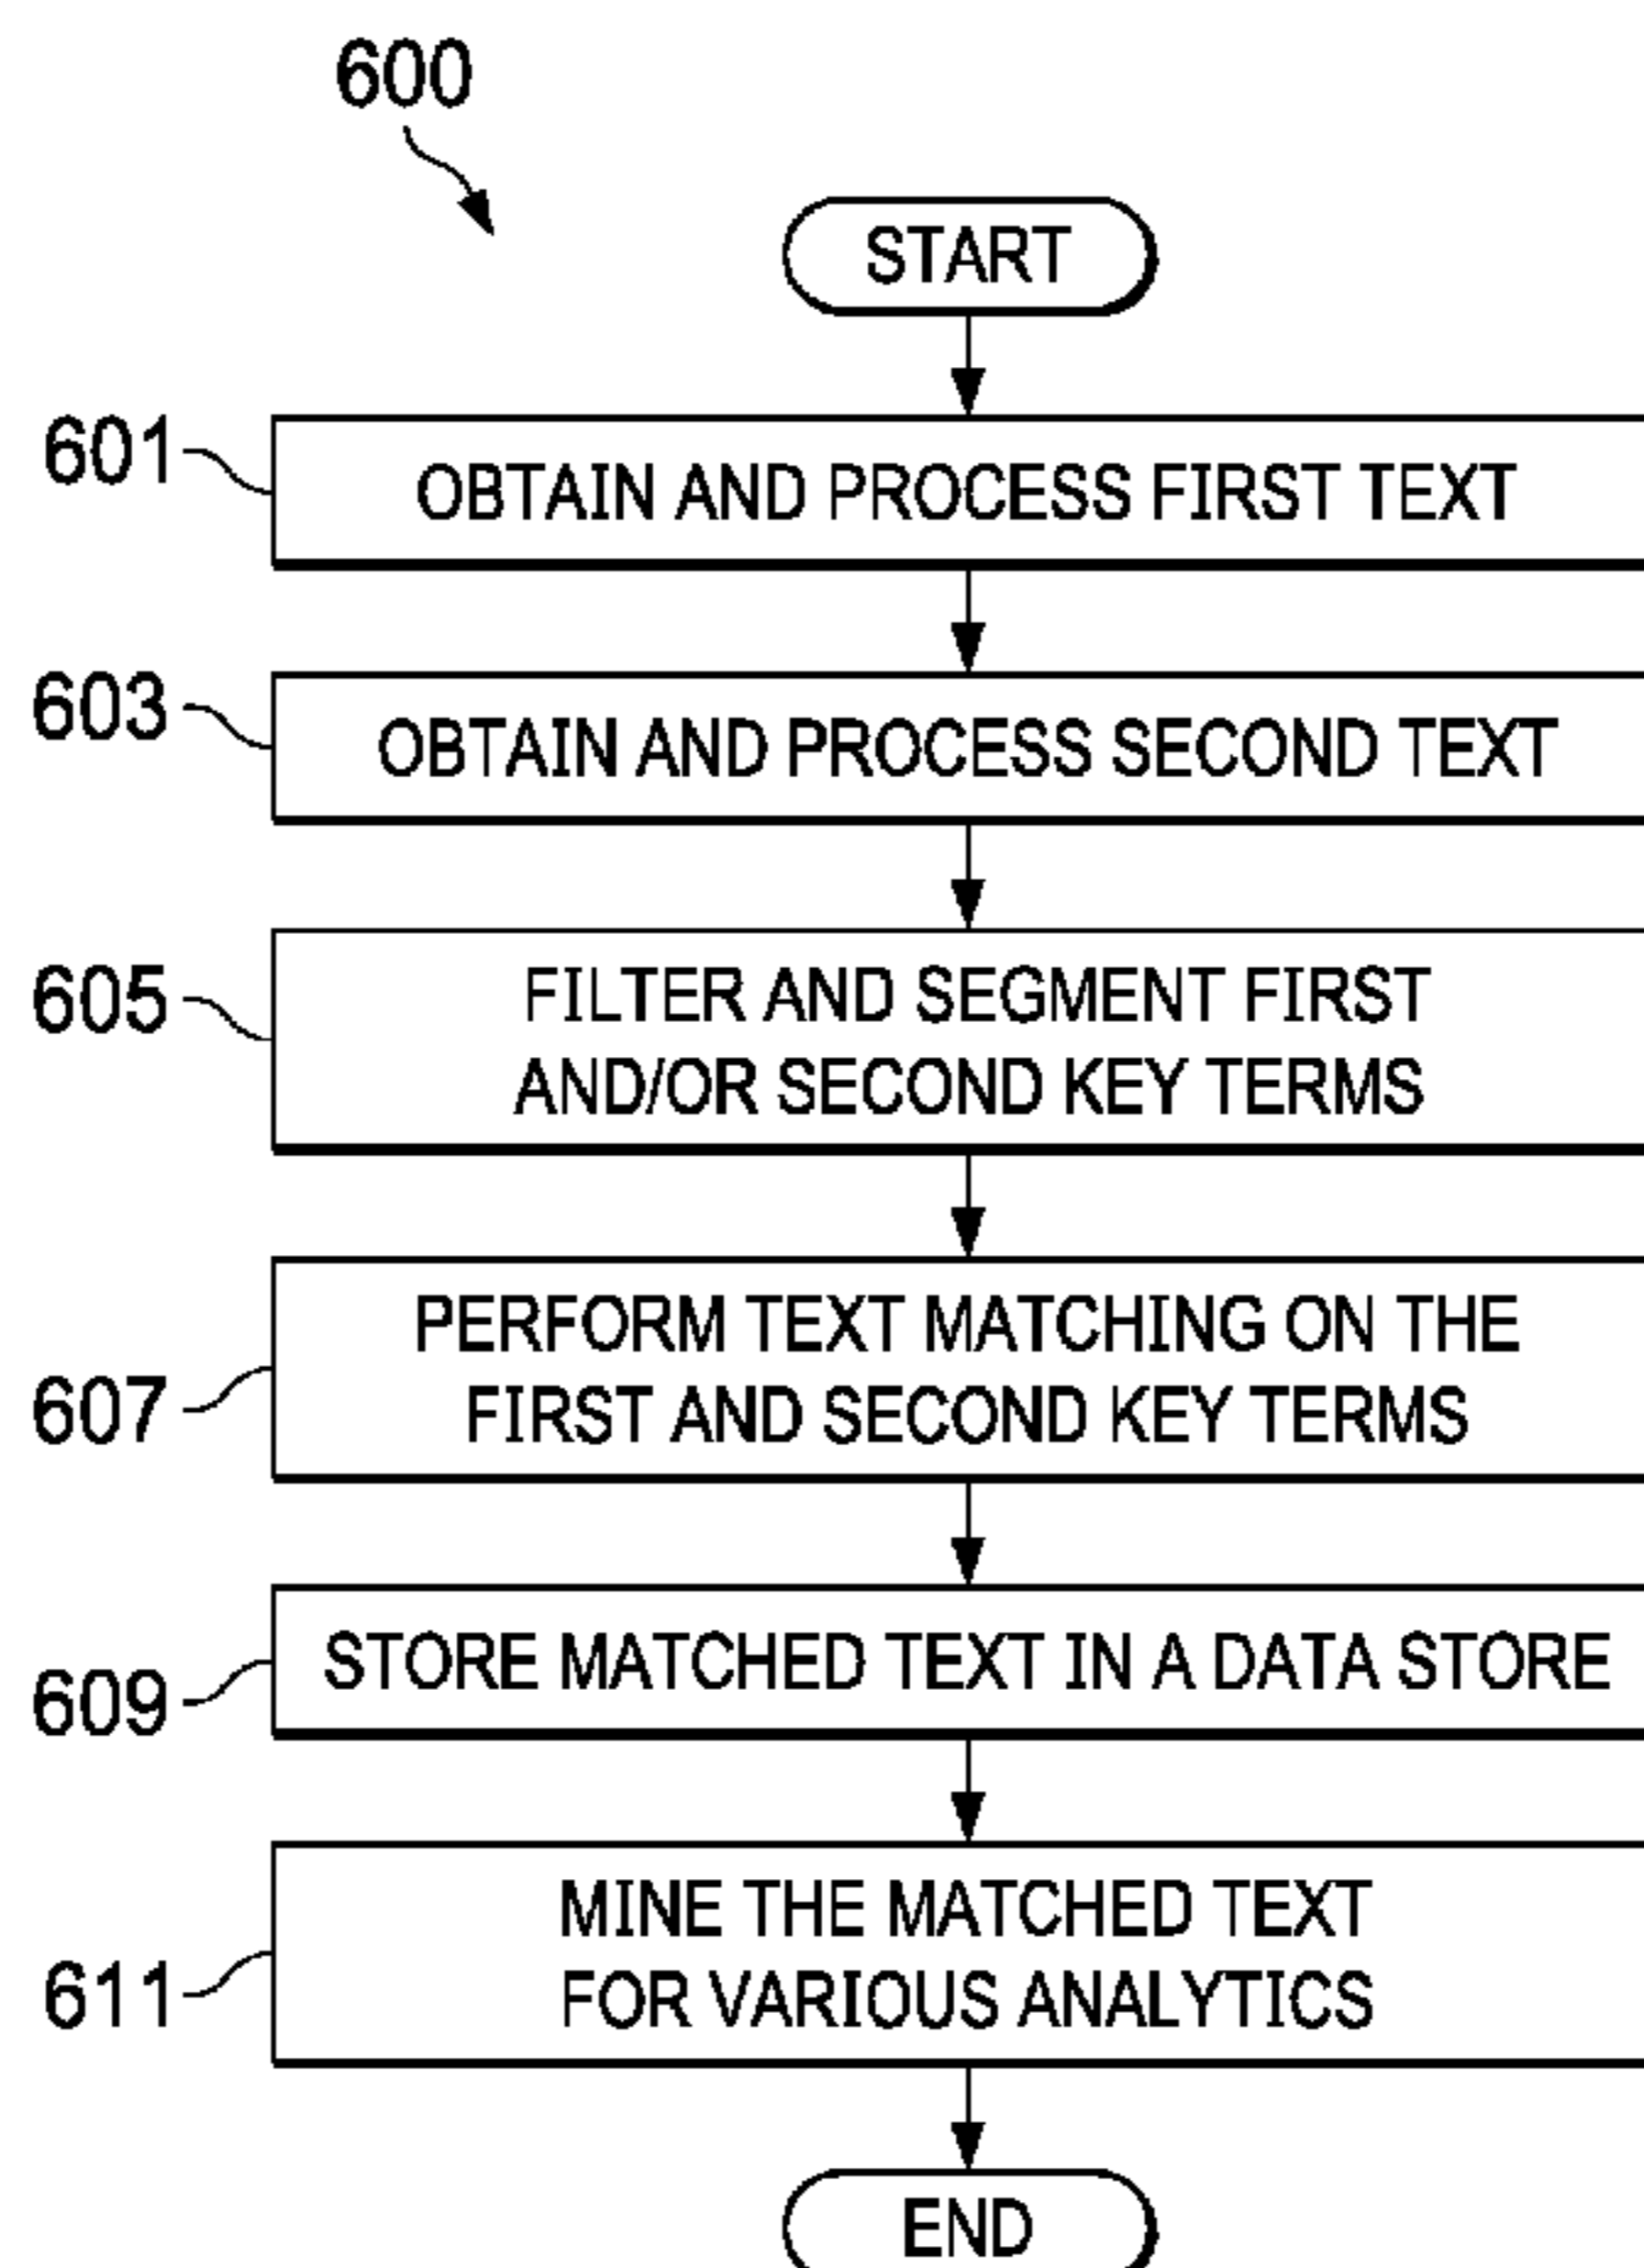 600
START
601
OBTAIN AND PROCESS FIRST TEXT
603
OBTAIN AND PROCESS SECOND TEXT
605
FILTER AND SEGMENT FIRST
AND/OR SECOND KEY TERMS
607
PERFORM TEXT MATCHING ON THE
FIRST AND SECOND KEY TERMS
609
STORE MATCHED TEXT IN A DATA STORE
611
MINE THE MATCHED TEXT
FOR VARIOUS ANALYTICS
END